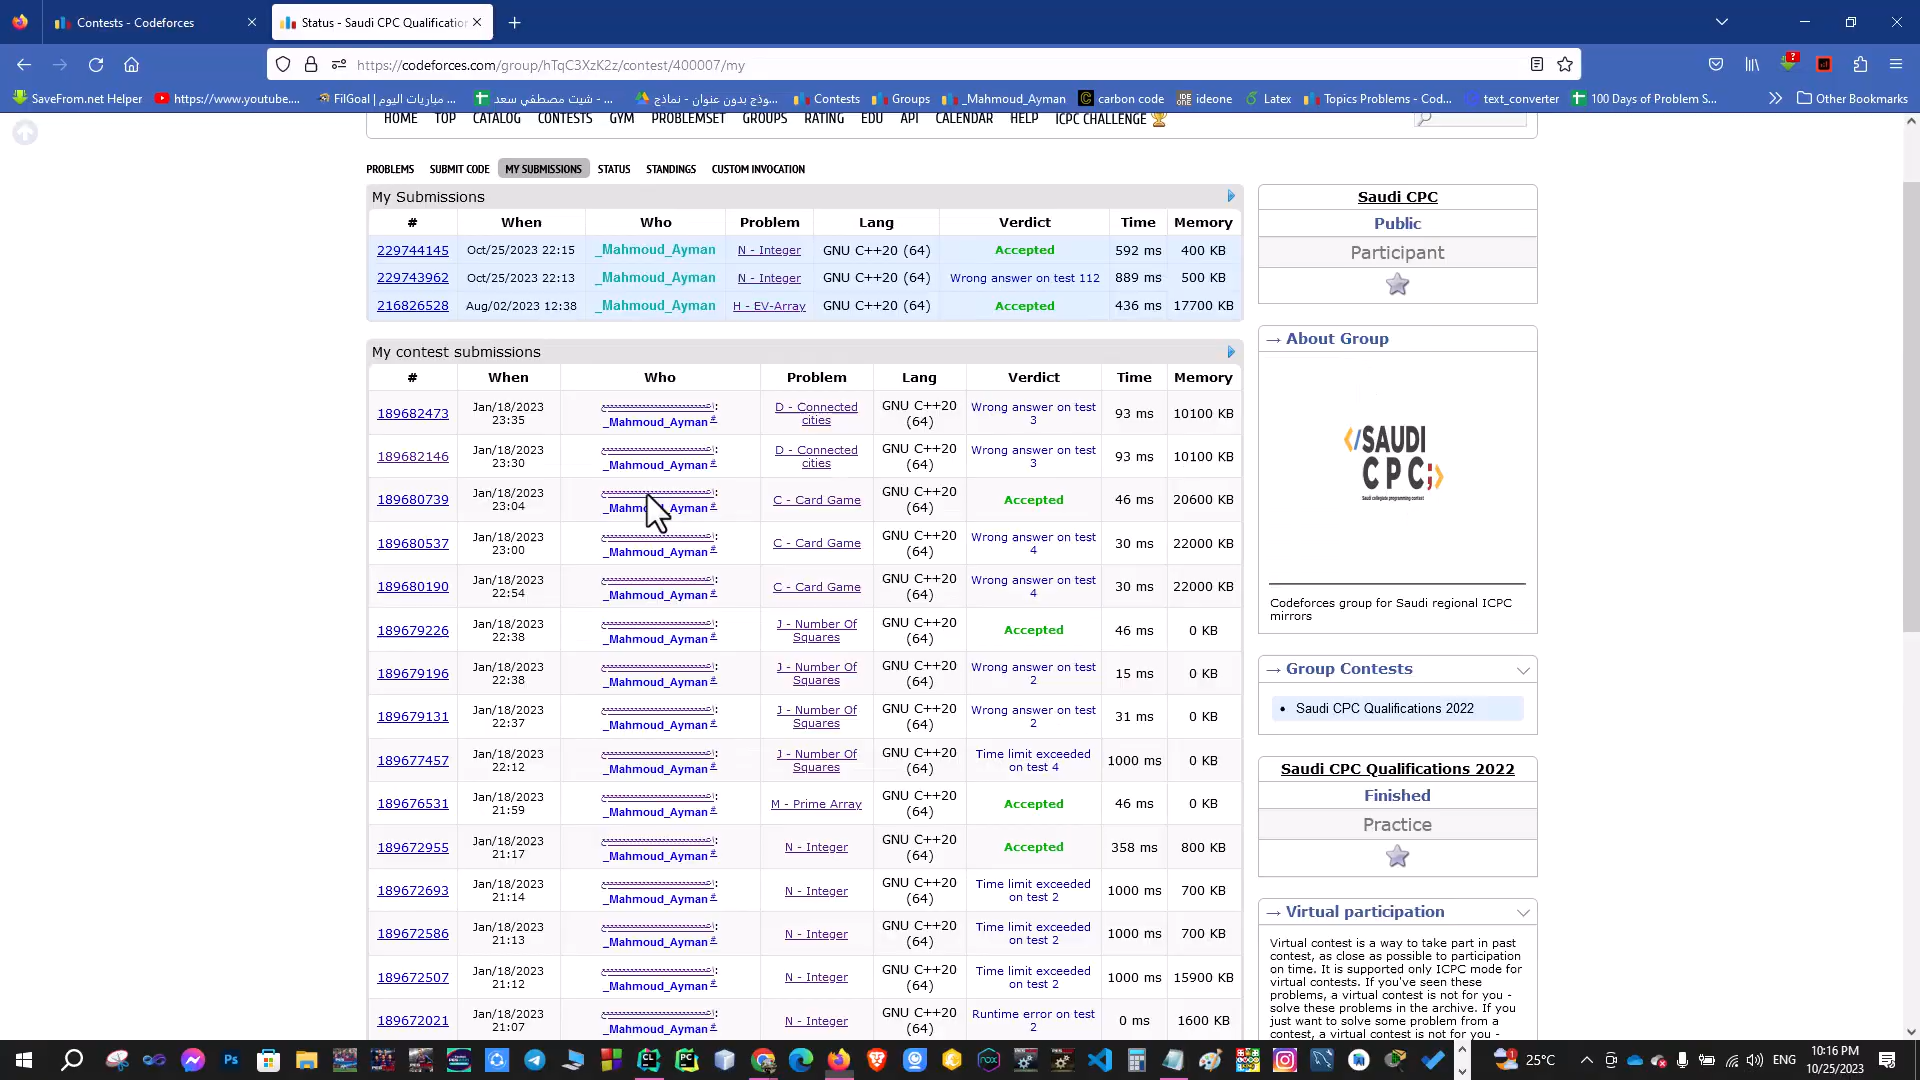 Contests - Codeforces
Status - Saudi CPC Qualification
https://codeforces.com/group/hTqC3XzK2z/contest/400007/my
SaveFrom.net Helper
https://www.youtube....
FilGoal | مباريات اليوم ...
شيت مصطفي سعد - ...
...وذج بدون عنوان - نماذج
Contests
Groups
_Mahmoud_Ayman
carbon code
ideone
Latex
Topics Problems - Cod...
text_converter
100 Days of Problem S...
Other Bookmarks
HOME TOP CATALOG CONTESTS GYM PROBLEMSET GROUPS RATING EDU API CALENDAR HELP ICPC CHALLENGE
PROBLEMS SUBMIT CODE MY SUBMISSIONS STATUS STANDINGS CUSTOM INVOCATION
My Submissions
# When Who Problem Lang Verdict Time Memory
229744145 Oct/25/2023 22:15 _Mahmoud_Ayman N - Integer GNU C++20 (64) Accepted 592 ms 400 KB
229743962 Oct/25/2023 22:13 _Mahmoud_Ayman N - Integer GNU C++20 (64) Wrong answer on test 112 889 ms 500 KB
216826528 Aug/02/2023 12:38 _Mahmoud_Ayman H - EV-Array GNU C++20 (64) Accepted 436 ms 17700 KB
My contest submissions
# When Who Problem Lang Verdict Time Memory
189682473 Jan/18/2023 23:35 _Mahmoud_Ayman # D - Connected cities GNU C++20 (64) Wrong answer on test 3 93 ms 10100 KB
189682146 Jan/18/2023 23:30 _Mahmoud_Ayman # D - Connected cities GNU C++20 (64) Wrong answer on test 3 93 ms 10100 KB
189680739 Jan/18/2023 23:04 _Mahmoud_Ayman # C - Card Game GNU C++20 (64) Accepted 46 ms 20600 KB
189680537 Jan/18/2023 23:00 _Mahmoud_Ayman # C - Card Game GNU C++20 (64) Wrong answer on test 4 30 ms 22000 KB
189680190 Jan/18/2023 22:54 _Mahmoud_Ayman # C - Card Game GNU C++20 (64) Wrong answer on test 4 30 ms 22000 KB
189679226 Jan/18/2023 22:38 _Mahmoud_Ayman # J - Number Of Squares GNU C++20 (64) Accepted 46 ms 0 KB
189679196 Jan/18/2023 22:38 _Mahmoud_Ayman # J - Number Of Squares GNU C++20 (64) Wrong answer on test 2 15 ms 0 KB
189679131 Jan/18/2023 22:37 _Mahmoud_Ayman # J - Number Of Squares GNU C++20 (64) Wrong answer on test 2 31 ms 0 KB
189677457 Jan/18/2023 22:12 _Mahmoud_Ayman # J - Number Of Squares GNU C++20 (64) Time limit exceeded on test 4 1000 ms 0 KB
189676531 Jan/18/2023 21:59 _Mahmoud_Ayman # M - Prime Array GNU C++20 (64) Accepted 46 ms 0 KB
189672955 Jan/18/2023 21:17 _Mahmoud_Ayman # N - Integer GNU C++20 (64) Accepted 358 ms 800 KB
189672693 Jan/18/2023 21:14 _Mahmoud_Ayman # N - Integer GNU C++20 (64) Time limit exceeded on test 2 1000 ms 700 KB
189672586 Jan/18/2023 21:13 _Mahmoud_Ayman # N - Integer GNU C++20 (64) Time limit exceeded on test 2 1000 ms 700 KB
189672507 Jan/18/2023 21:12 _Mahmoud_Ayman # N - Integer GNU C++20 (64) Time limit exceeded on test 2 1000 ms 15900 KB
189672021 Jan/18/2023 21:07 _Mahmoud_Ayman # N - Integer GNU C++20 (64) Runtime error on test 2 0 ms 1600 KB
Saudi CPC
Public
Participant
→ About Group
</SAUDI
CPC;>
Saudi collegiate programming contest
Codeforces group for Saudi regional ICPC
mirrors
→ Group Contests
• Saudi CPC Qualifications 2022
Saudi CPC Qualifications 2022
Finished
Practice
→ Virtual participation
Virtual contest is a way to take part in past
contest, as close as possible to participation
on time. It is supported only ICPC mode for
virtual contests. If you've seen these
problems, a virtual contest is not for you -
solve these problems in the archive. If you
just want to solve some problem from a
contest, a virtual contest is not for you -
25°C
ENG
10:16 PM
10/25/2023